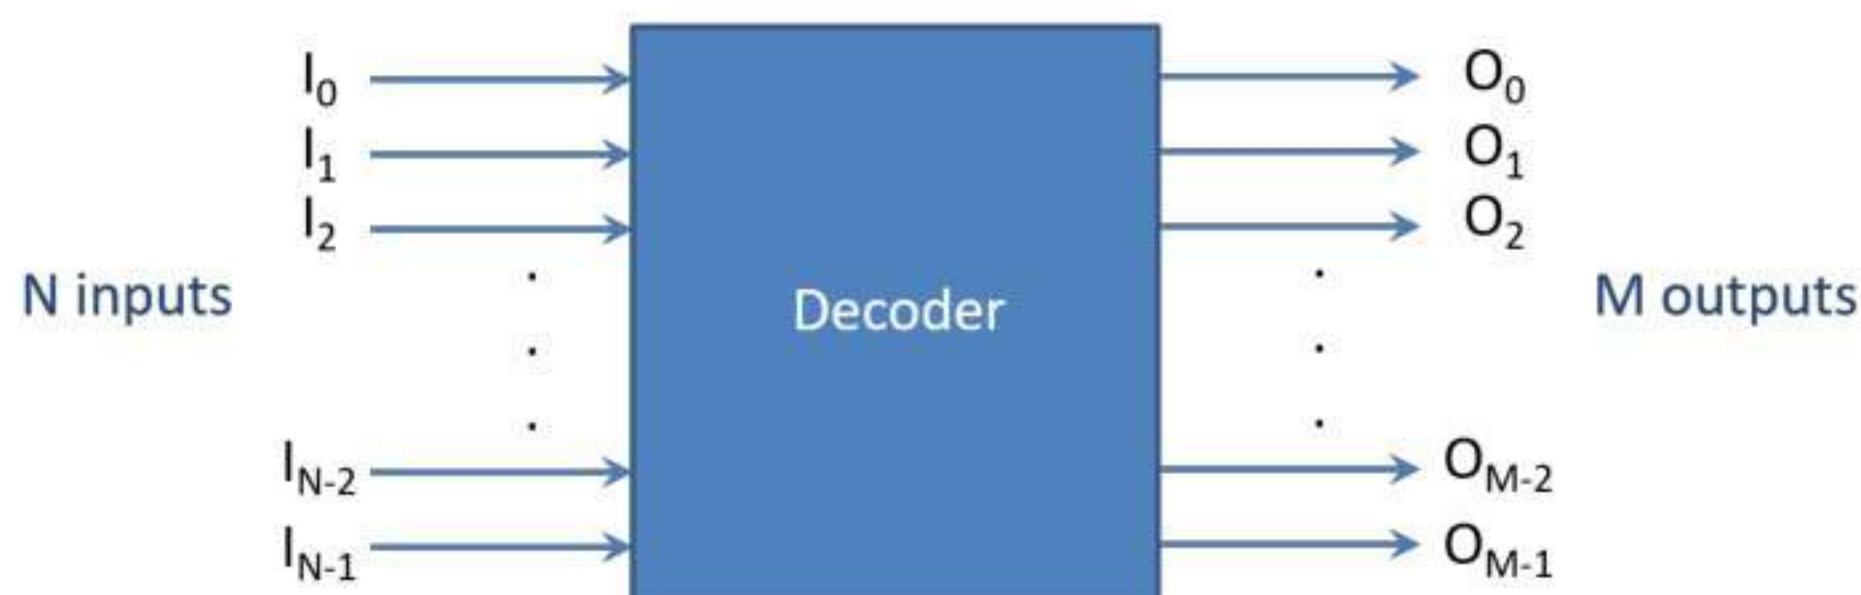 I0
I1
I2
N inputs
IN-2
IN-1
Decoder
O0
O1
O2
M outputs
OM-2
OM-1